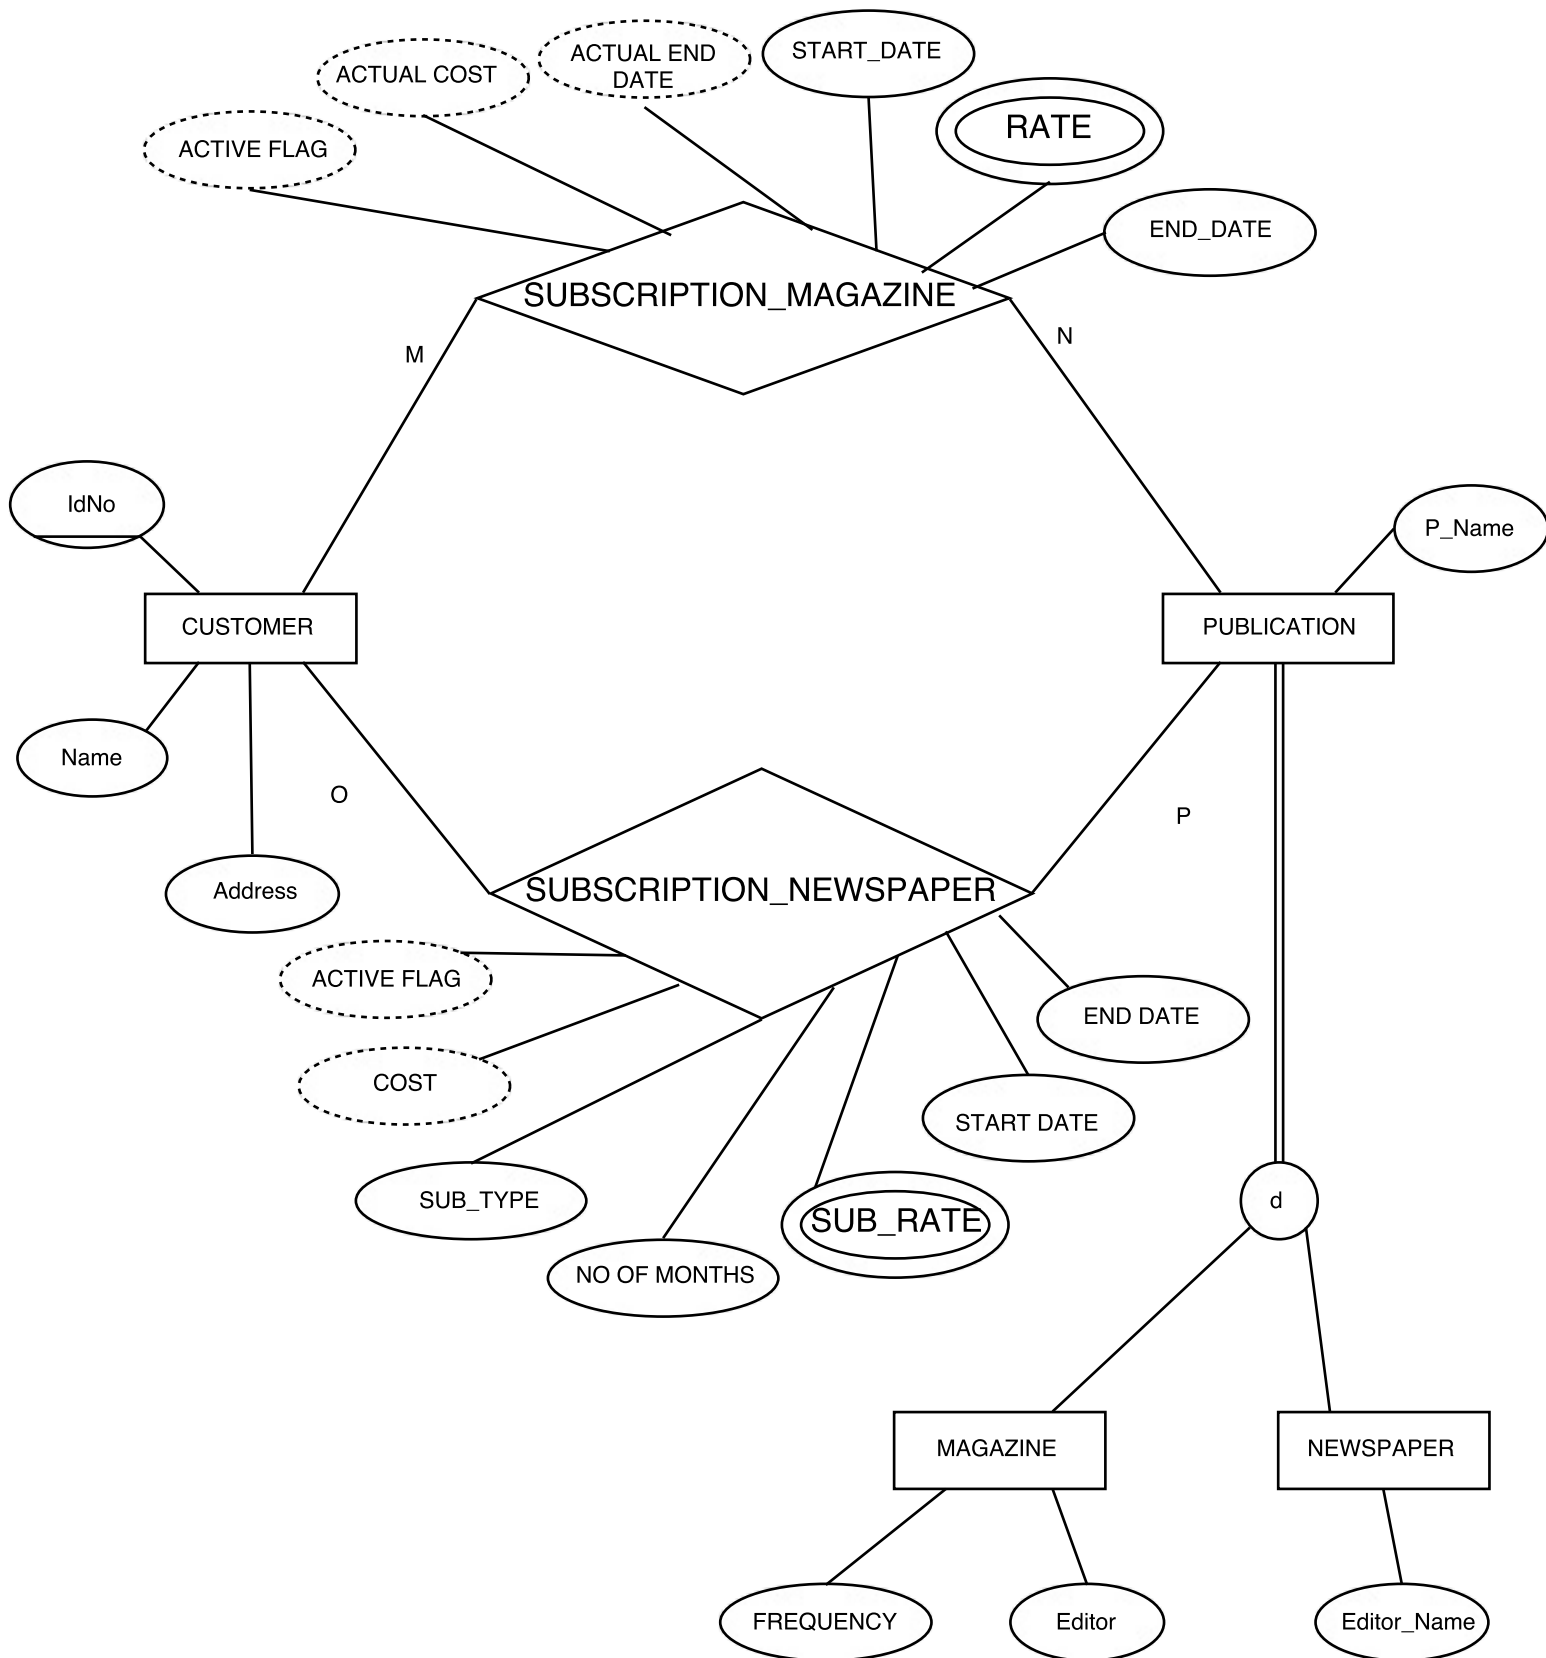 ACTUAL END
DATE
START_DATE
ACTUAL COST
RATE
ACTIVE FLAG
END_DATE
SUBSCRIPTION_MAGAZINE
M
N
IdNo
P_Name
CUSTOMER
PUBLICATION
Name
O
P
Address
SUBSCRIPTION_NEWSPAPER
ACTIVE FLAG
END DATE
COST
START DATE
SUB_TYPE
SUB_RATE
d
NO OF MONTHS
MAGAZINE
NEWSPAPER
FREQUENCY
Editor
Editor_Name